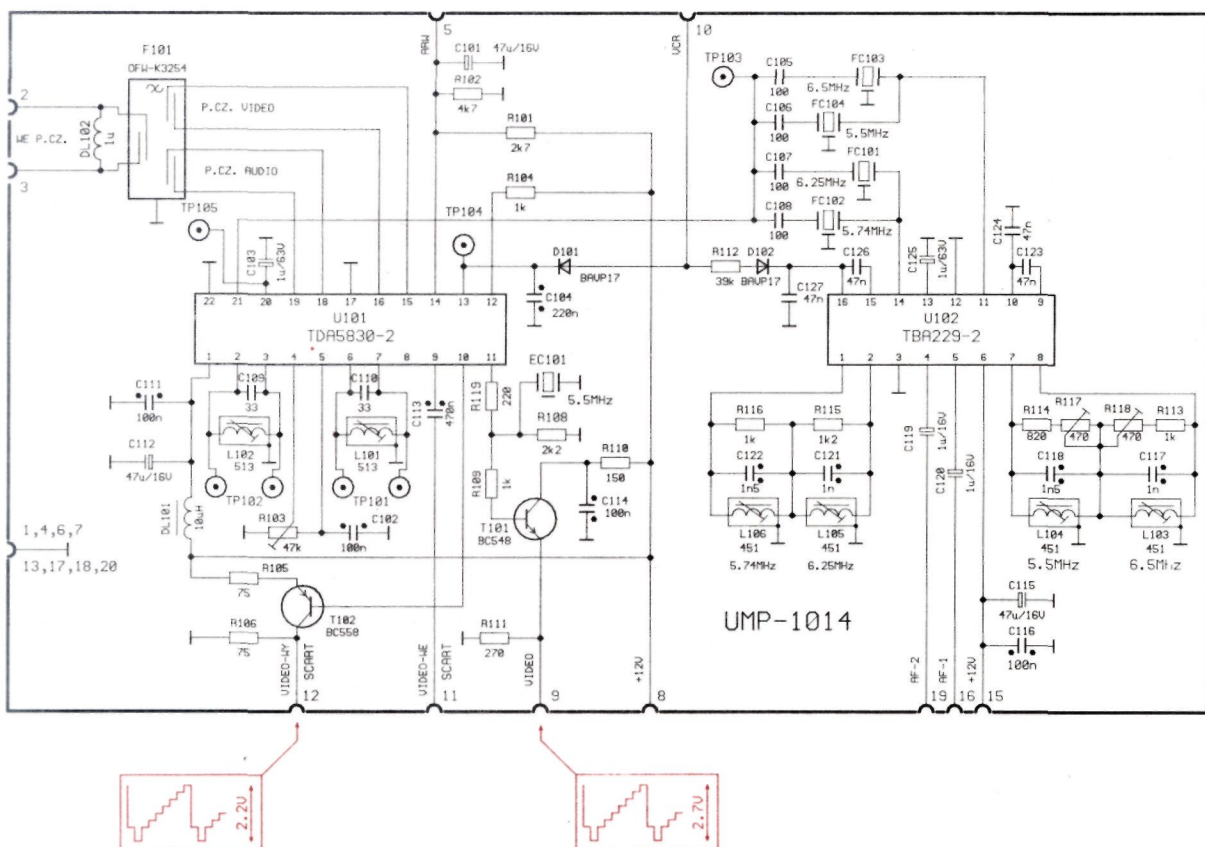 5
10
ARW
VCR
C101
47u/16V
R102
4k7
R101
2k7
R104
1k
TP104
F101
OFW-K3254
2
WE P.CZ.
3
DL102
1u
P.CZ. VIDEO
P.CZ. AUDIO
TP105
C103
1u/63V
TP103
C105
100
FC103
6.5MHz
C106
100
FC104
5.5MHz
C107
100
FC101
6.25MHz
C108
100
FC102
5.74MHz
D101
BAVP17
R112
39k
D102
BAVP17
C104
220n
C127
47n
C126
47n
C125
1u/63V
C124
47n
C123
47n
22 21 20 19 18 17 16 15 14 13 12
U101
TDA5830-2
1 2 3 4 5 6 7 8 9 10 11
16 15 14 13 12 11 10 9
U102
TBA229-2
1 2 3 4 5 6 7 8
C111
100n
C112
47u/16V
DL101
10uH
C109
33
L102
513
TP102
C110
33
L101
513
TP101
C113
470n
R103
47k
C102
100n
R119
220
EC101
5.5MHz
R108
2k2
R109
1k
R110
150
C114
100n
T101
BC548
R116
1k
R115
1k2
C122
1n5
C121
1n
L106
451
5.74MHz
L105
451
6.25MHz
C119
1u/16V
C120
1u/16V
R114
820
R117
470
R118
470
R113
1k
C118
1n5
C117
1n
L104
451
5.5MHz
L103
451
6.5MHz
C115
47u/16V
C116
100n
1,4,6,7
13,17,18,20
R105
75
R106
75
T102
BC558
R111
270
UMP-1014
VIDEO-WY
SCART
VIDEO-WE
SCART
VIDEO
+12V
AF-2
AF-1
+12V
12
11
9
8
19
16
15
2.2V
2.7V